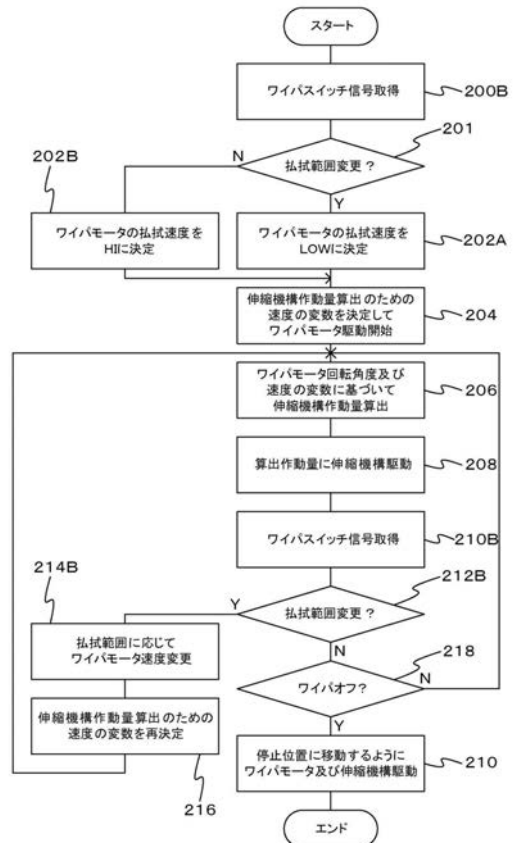 スタート
ワイパスイッチ信号取得
200B
払拭範囲変更？
201
N
Y
202B
ワイパモータの払拭速度を
HIIに決定
ワイパモータの払拭速度を
LOWに決定
202A
伸縮機構作動量算出のための
速度の変数を決定して
ワイパモータ駆動開始
204
ワイパモータ回転角度及び
速度の変数に基づいて
伸縮機構作動量算出
206
算出作動量に伸縮機構駆動
208
ワイパスイッチ信号取得
210B
払拭範囲変更？
212B
Y
N
214B
払拭範囲に応じて
ワイパモータ速度変更
ワイパオフ？
218
N
Y
伸縮機構作動量算出のための
速度の変数を再決定
216
停止位置に移動するように
ワイパモータ及び伸縮機構駆動
210
エンド